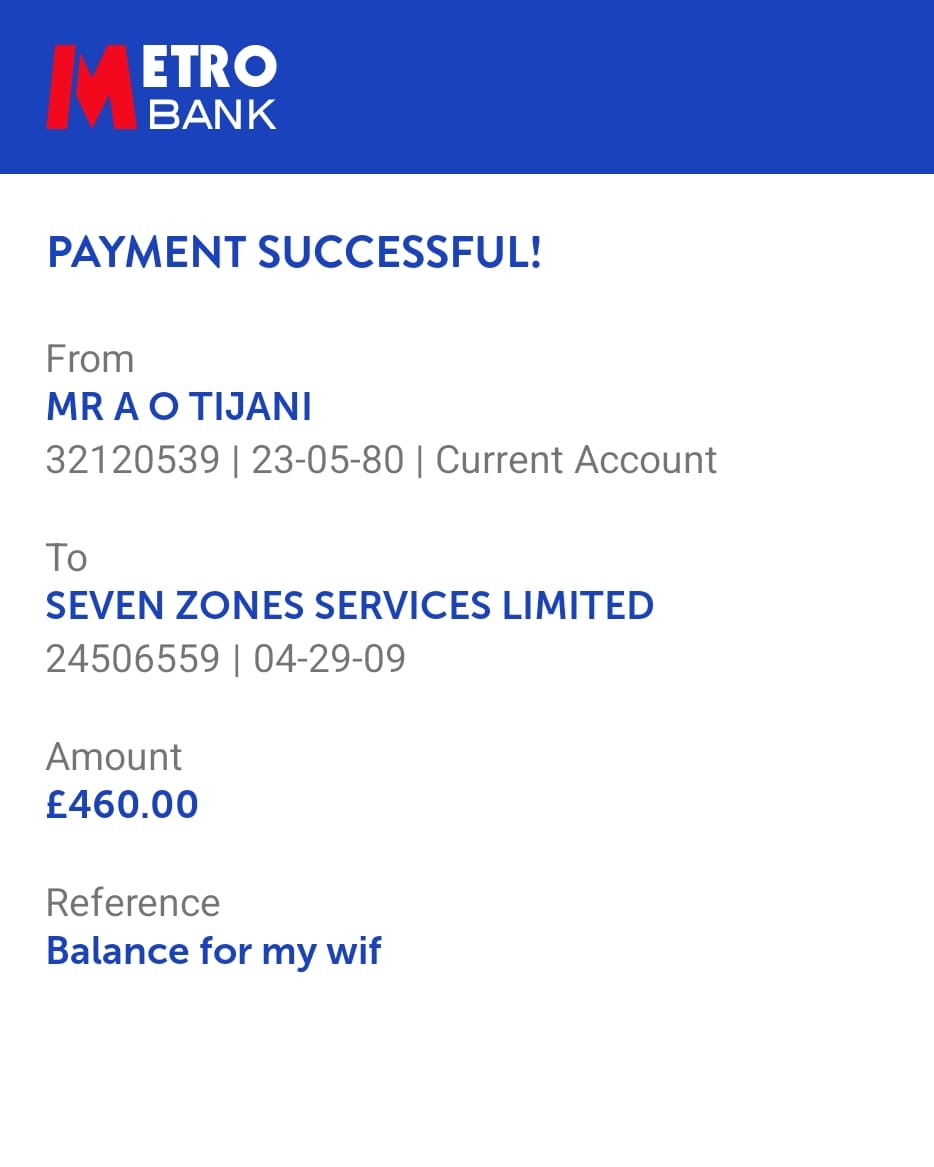 METRO
BANK
PAYMENT SUCCESSFUL!
From
MR A O TIJANI
32120539 | 23-05-80 | Current Account
To
SEVEN ZONES SERVICES LIMITED
24506559 | 04-29-09
Amount
£460.00
Reference
Balance for my wif